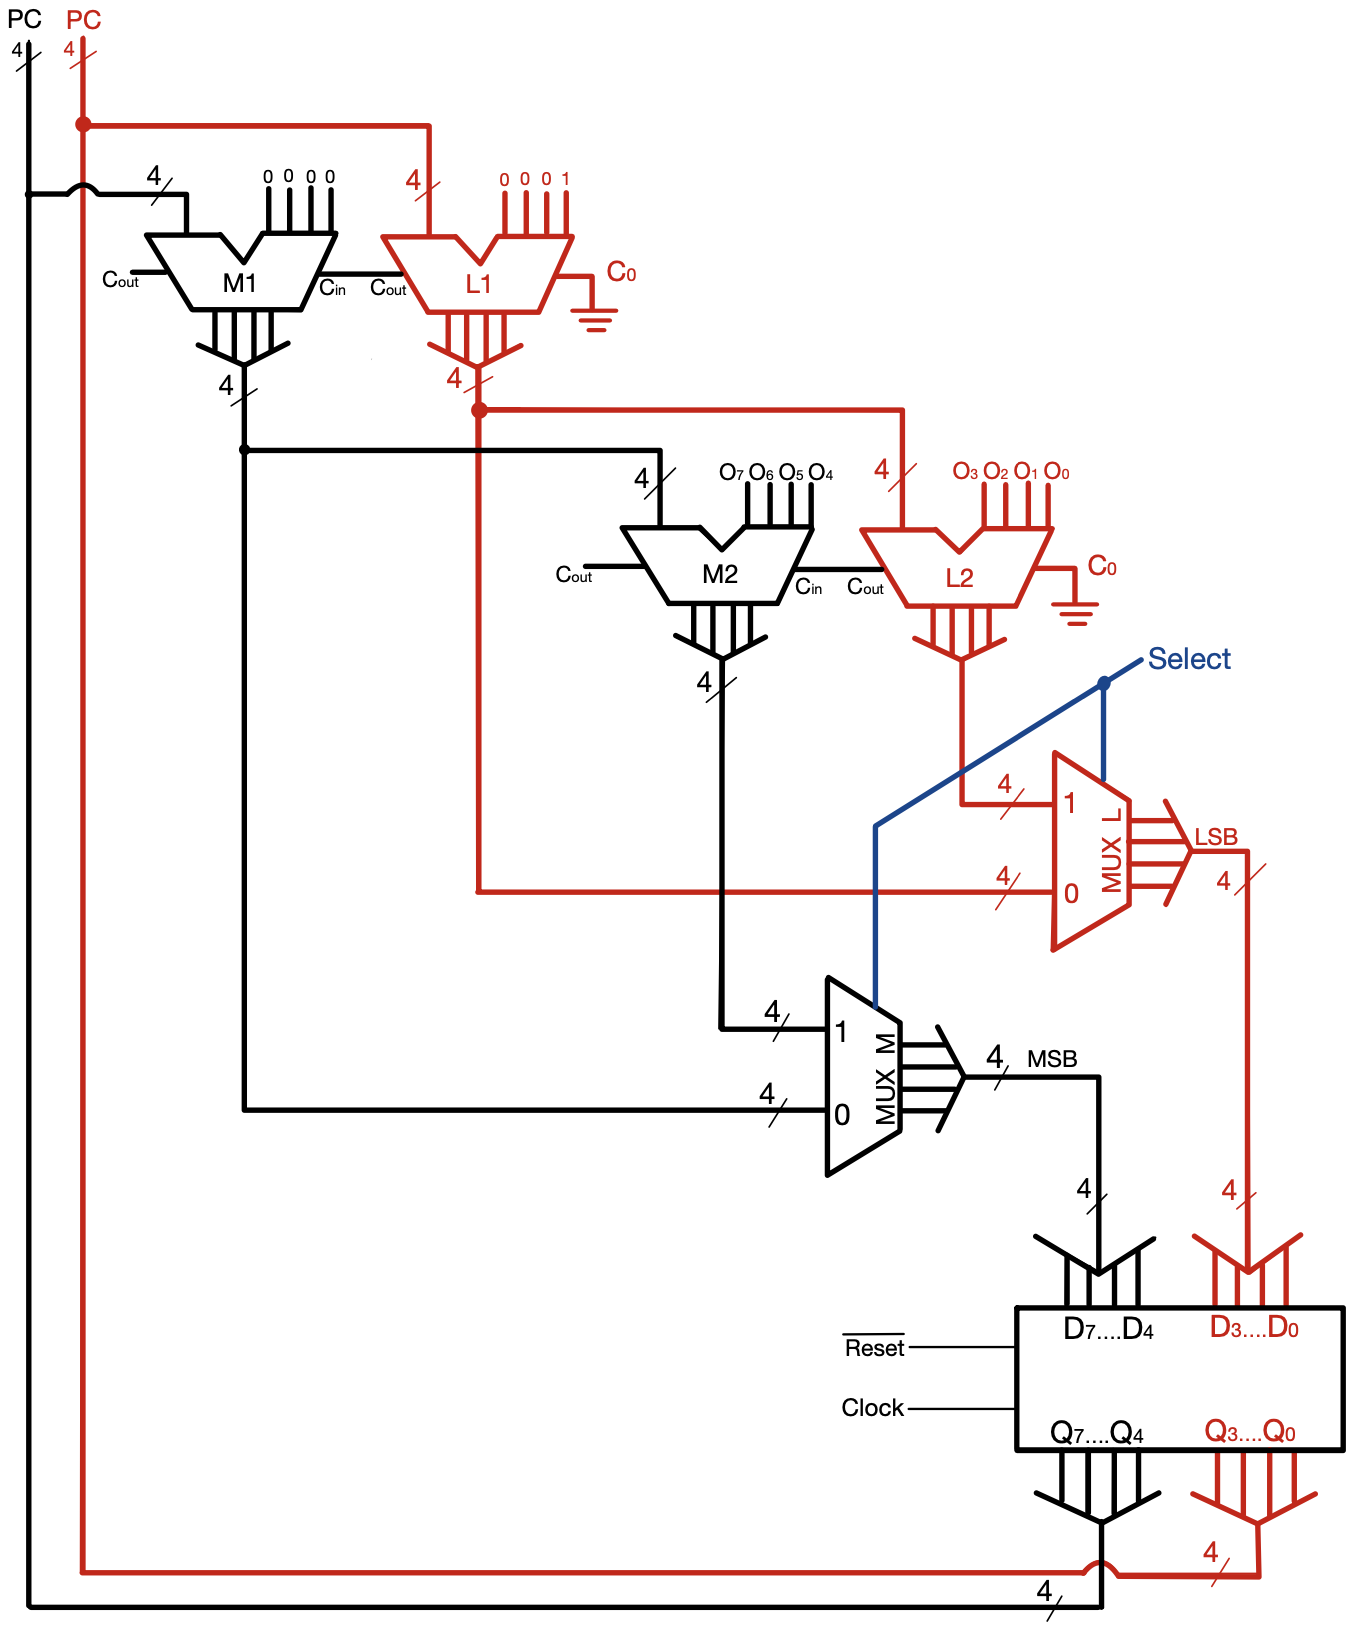 PC PC
4 4
4 0 0 0 0 4 0 0 0 1
Cout M1 Cin Cout L1 C0
4 4
4 O7 O6 O5 O4 4 O3 O2 O1 O0
Cout M2 Cin Cout L2 C0
4
Select
4 1
MUX L
LSB
4 0
4
4 1
MUX M
4 MSB
4 0
4 4
D7....D4 D3....D0
Reset
Clock
Q7....Q4 Q3....Q0
4
4